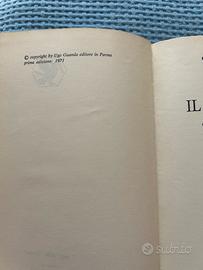 © copyright by Ugo Guanda editore in Parma
prima edizione: 1971
IL
subito